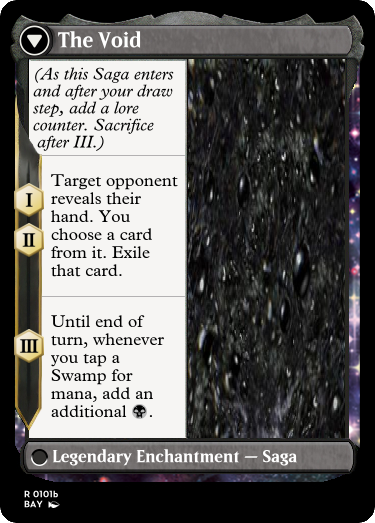 The Void
(As this Saga enters
and after your draw
step, add a lore
counter. Sacrifice
after III.)
I
II
Target opponent
reveals their
hand. You
choose a card
from it. Exile
that card.
III
Until end of
turn, whenever
you tap a
Swamp for
mana, add an
additional .
Legendary Enchantment — Saga
R 0101b
BAY